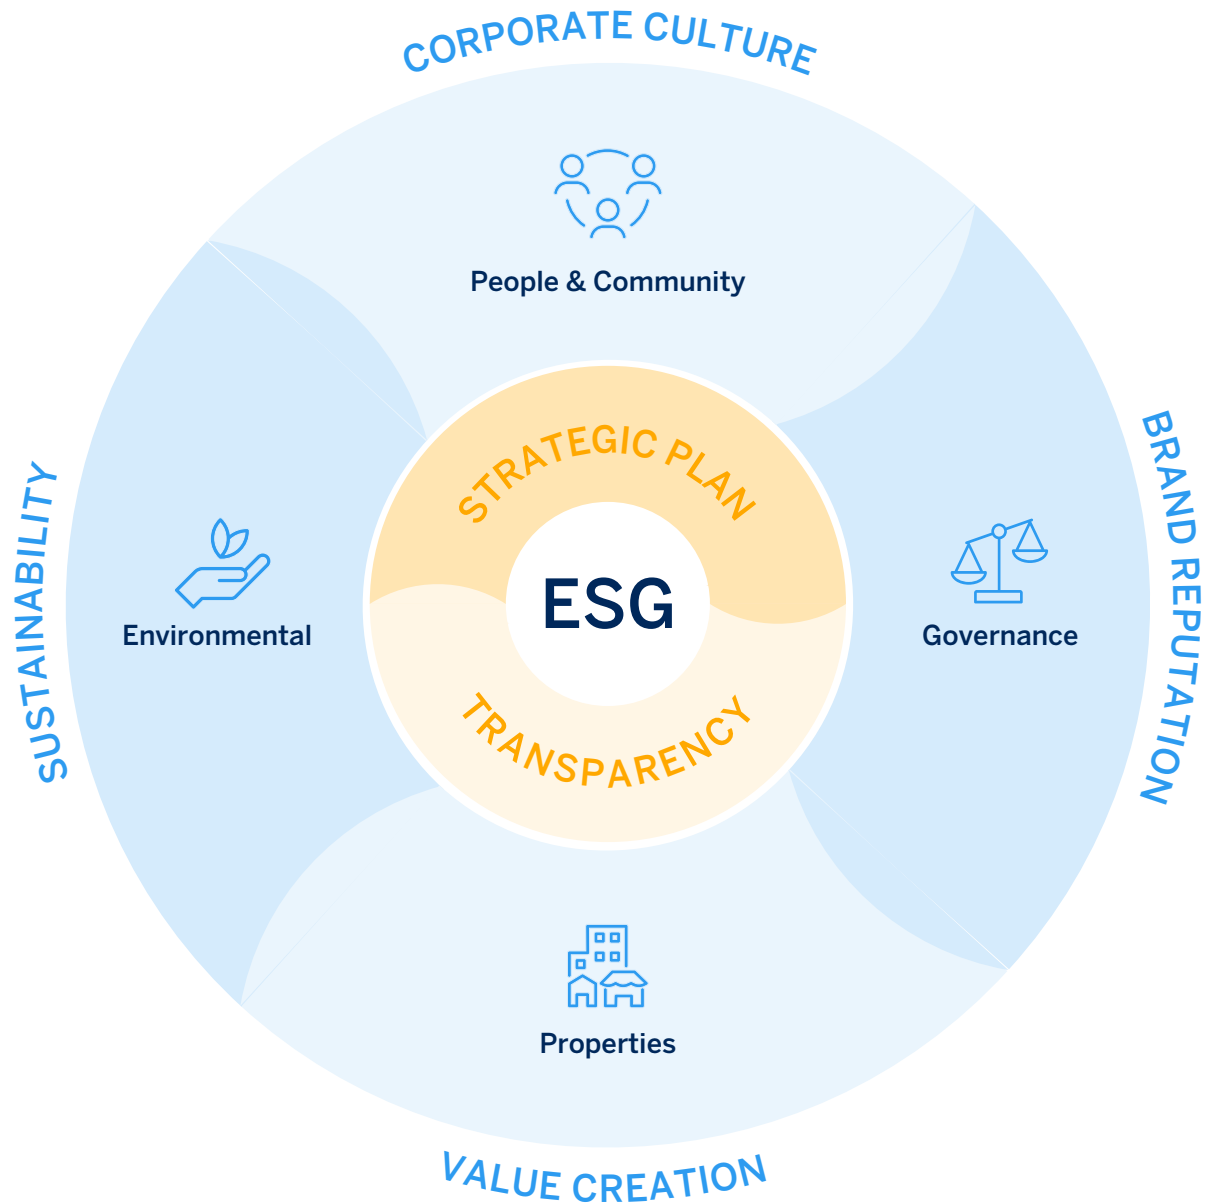 CORPORATE CULTURE
People & Community
STRATEGIC PLAN
BRAND REPUTATION
SUSTAINABILITY
ESG
Environmental
Governance
TRANSPARENCY
Properties
VALUE CREATION